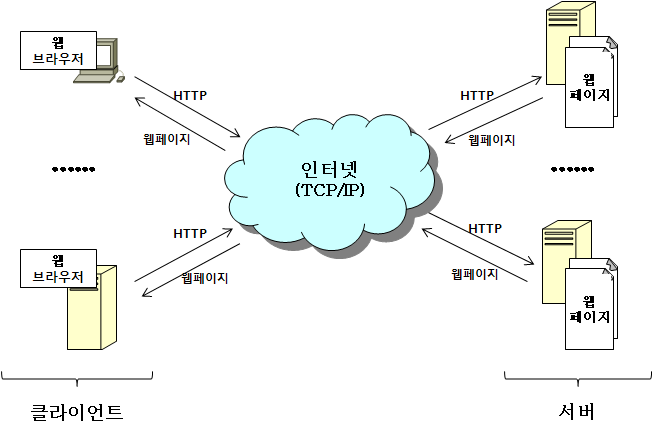 웹
브라우저
HTTP
웹페이지
······
HTTP
웹페이지
웹
브라우저
인터넷
(TCP/IP)
HTTP
웹페이지
웹
페이지
······
HTTP
웹페이지
웹
페이지
클라이언트
서버